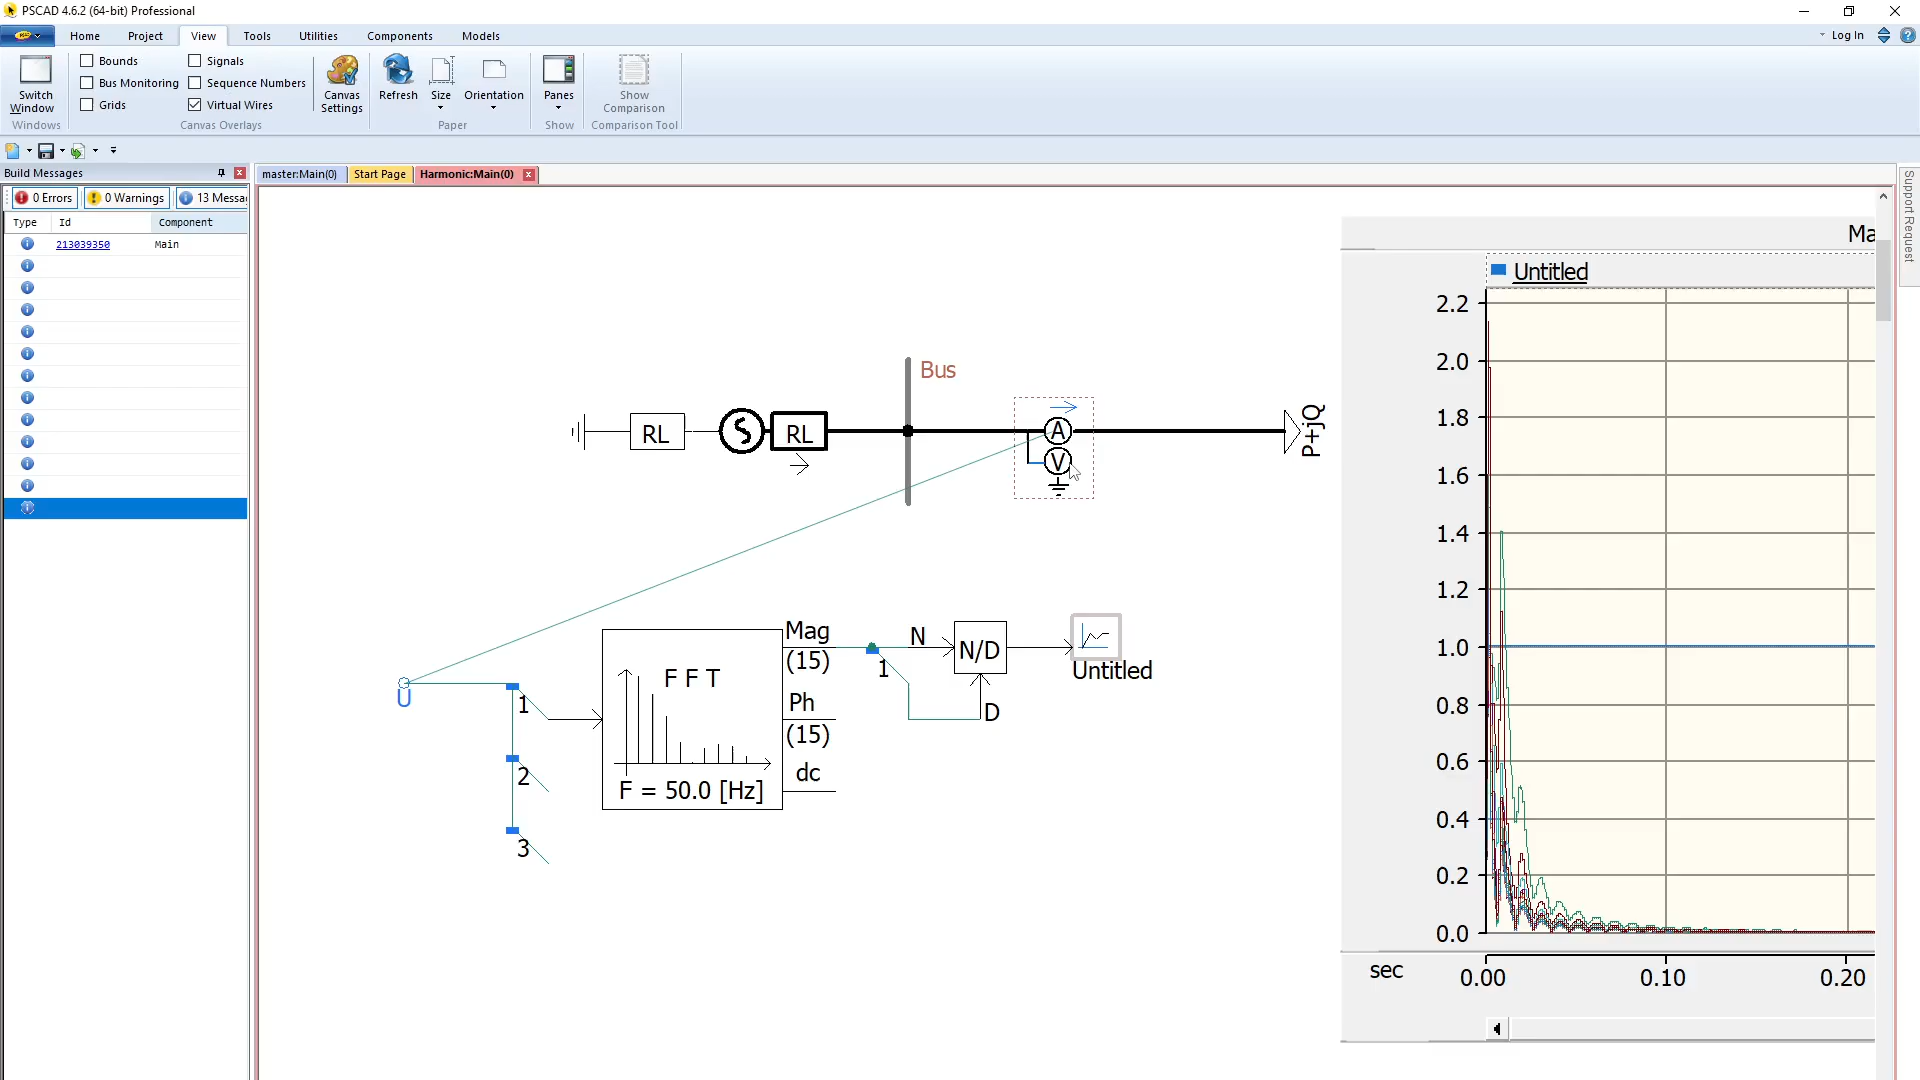 PSCAD 4.6.2 (64-bit) Professional
Home Project View Tools Utilities Components Models
Log In
Switch Window
Windows
Bounds
Bus Monitoring
Grids
Signals
Sequence Numbers
Virtual Wires
Canvas Overlays
Canvas Settings
Refresh
Size
Orientation
Paper
Panes
Show
Show Comparison
Comparison Tool
Build Messages
0 Errors 0 Warnings 13 Messa
Type Id Component
213039350 Main
master:Main(0) Start Page Harmonic:Main(0)
Support Request
Bus
RL
RL
A
V
P+jQ
U
1
2
3
F F T
F = 50.0 [Hz]
Mag
(15)
Ph
(15)
dc
1
N
N/D
D
Untitled
Ma
Untitled
2.2
2.0
1.8
1.6
1.4
1.2
1.0
0.8
0.6
0.4
0.2
0.0
sec 0.00 0.10 0.20